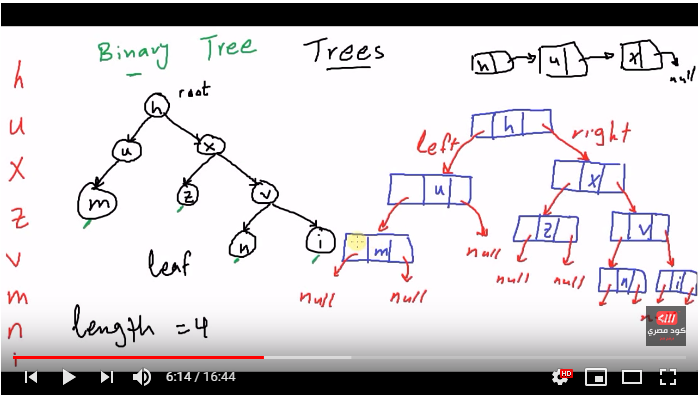 Binary Tree
Trees
h
u
x
z
v
m
n
i
root
h
u
x
m
z
v
n
i
leaf
length = 4
n
u
x
null
left
h
right
u
x
m
null
z
v
null
null
null
null
n
i
كود مصري
6:14 / 16:44
HD